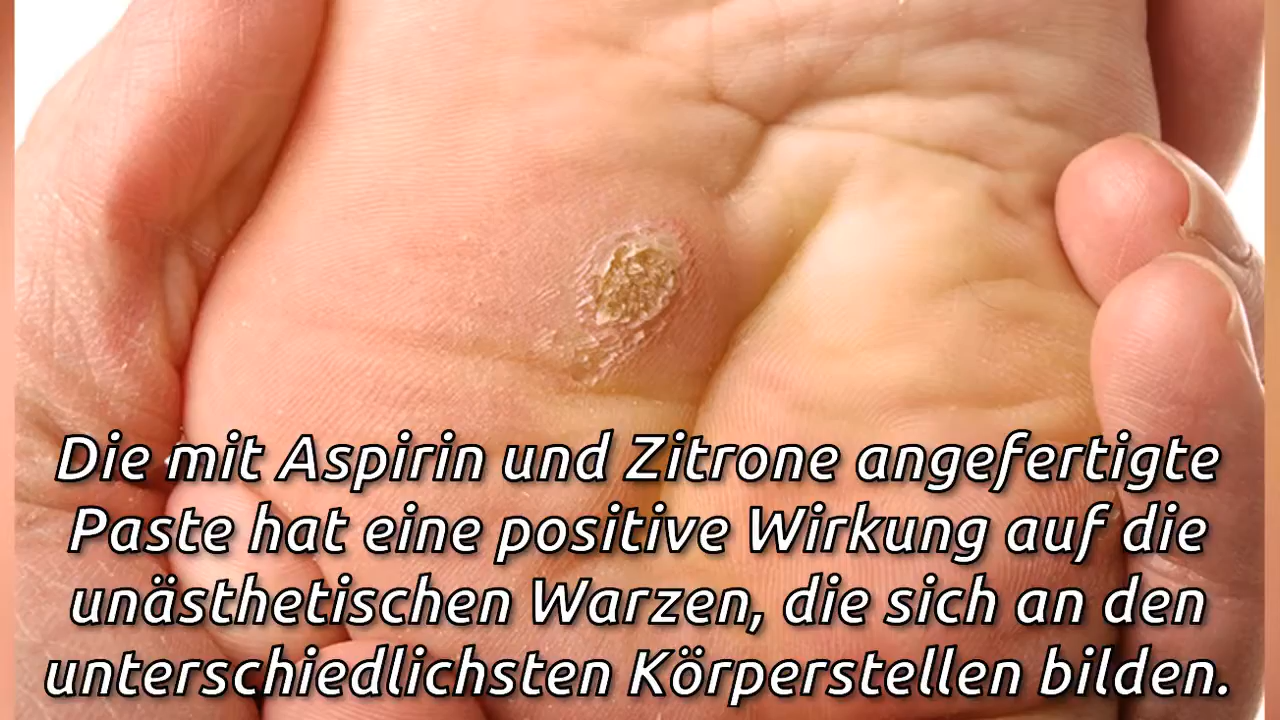 Die mit Aspirin und Zitrone angefertigte
Paste hat eine positive Wirkung auf die
unästhetischen Warzen, die sich an den
unterschiedlichsten Körperstellen bilden.